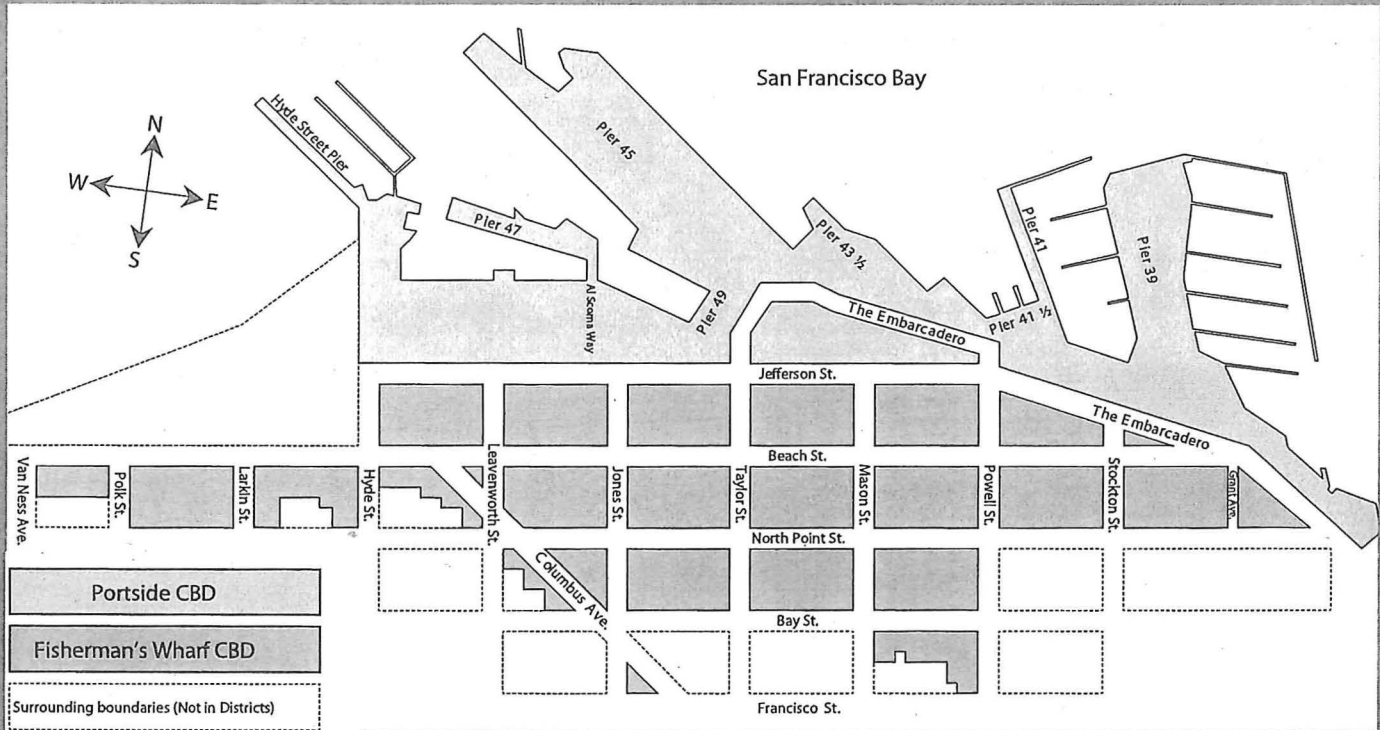 San Francisco Bay
N
W
E
S
Hyde Street Pier
Pier 45
Pier 47
Pier 43 ½
Pier 41
Pier 39
Al Scoma Way
Pier 49
Pier 41 ½
The Embarcadero
Jefferson St.
The Embarcadero
Beach St.
Van Ness Ave.
Polk St.
Larkin St.
Hyde St.
Leavenworth St.
Jones St.
Taylor St.
Mason St.
Powell St.
Stockton St.
Grant Ave.
North Point St.
Columbus Ave.
Portside CBD
Bay St.
Fisherman's Wharf CBD
Surrounding boundaries (Not in Districts)
Francisco St.